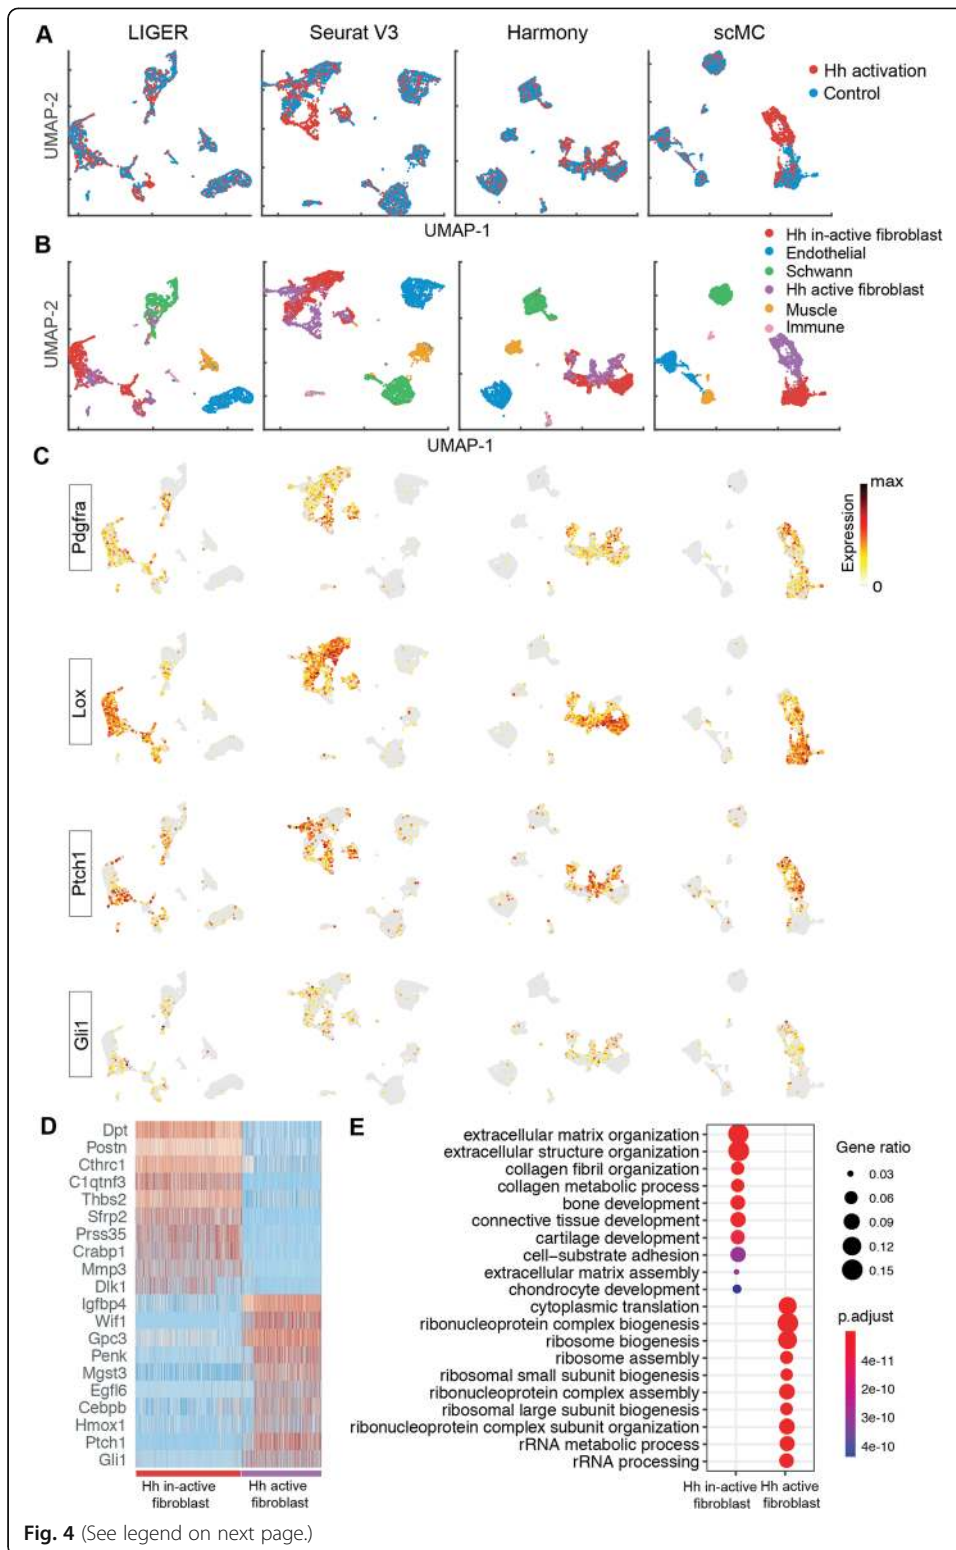 A
LIGER
Seurat V3
Harmony
scMC
Hh activation
Control
UMAP-2
UMAP-1
B
Hh in-active fibroblast
Endothelial
Schwann
Hh active fibroblast
Muscle
Immune
UMAP-2
UMAP-1
C
Pdgfra
max
Expression
0
Lox
Ptch1
Gli1
D
Dpt
Postn
Cthrc1
C1qtnf3
Thbs2
Sfrp2
Prss35
Crabp1
Mmp3
Dlk1
Igfbp4
Wif1
Gpc3
Penk
Mgst3
Egfl6
Cebpb
Hmox1
Ptch1
Gli1
Hh in-active
fibroblast
Hh active
fibroblast
E
extracellular matrix organization
extracellular structure organization
collagen fibril organization
collagen metabolic process
bone development
connective tissue development
cartilage development
cell-substrate adhesion
extracellular matrix assembly
chondrocyte development
cytoplasmic translation
ribonucleoprotein complex biogenesis
ribosome biogenesis
ribosome assembly
ribosomal small subunit biogenesis
ribonucleoprotein complex assembly
ribosomal large subunit biogenesis
ribonucleoprotein complex subunit organization
rRNA metabolic process
rRNA processing
Hh in-active
fibroblast
Hh active
fibroblast
Gene ratio
0.03
0.06
0.09
0.12
0.15
p.adjust
4e-11
2e-10
3e-10
4e-10
Fig. 4 (See legend on next page.)